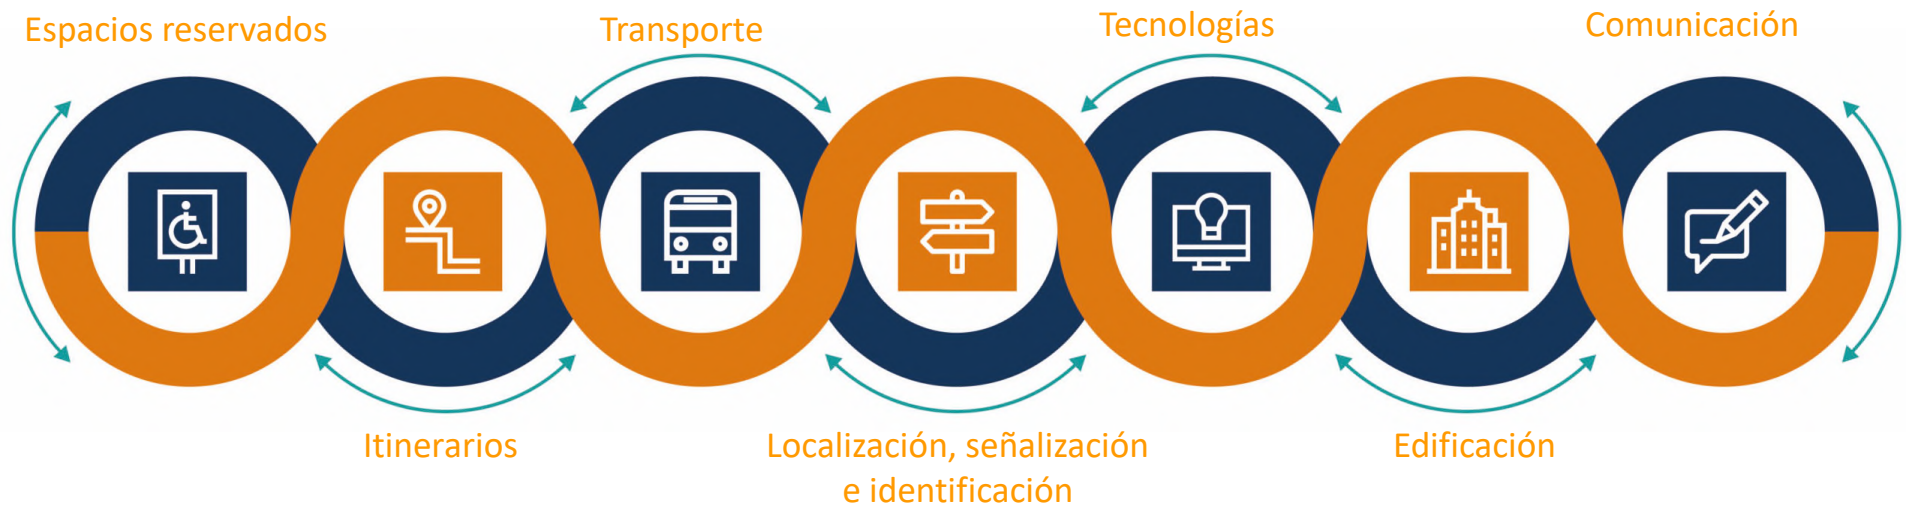 Espacios reservados
Transporte
Tecnologías
Comunicación
Itinerarios
Localización, señalización
e identificación
Edificación